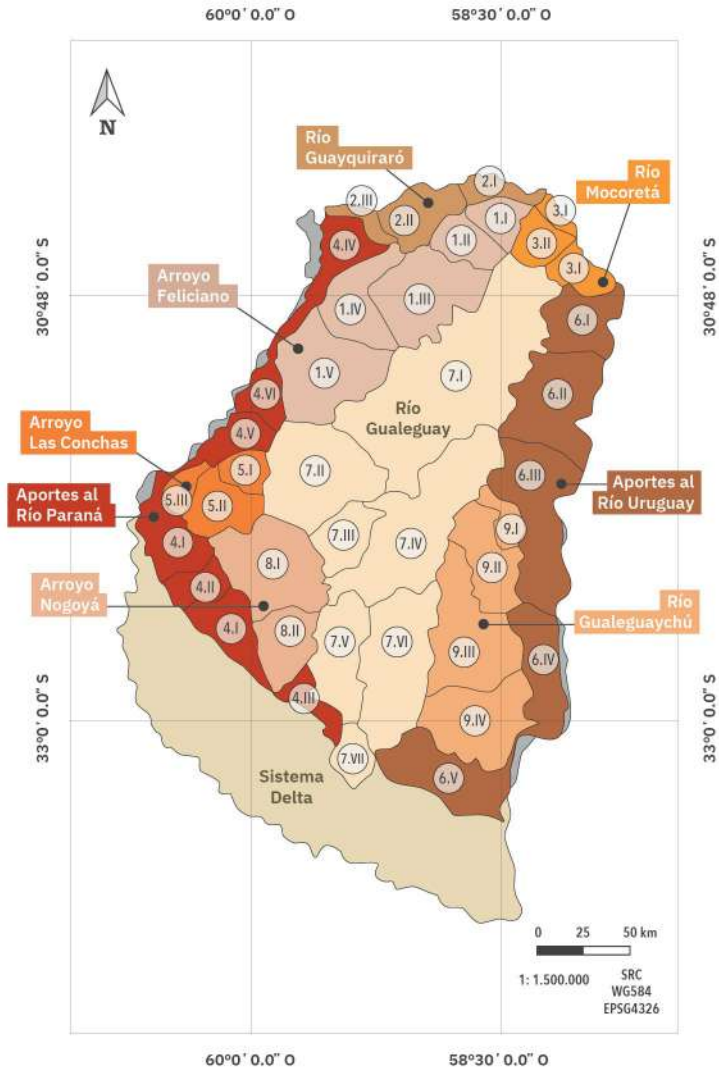 60º0´0.0” O
58º30´0.0” O
N
Río
Guayquiraró
Río
Mocoretá
2.I
2.III
2.II
1.I
3.I
1.II
3.II
4.IV
3.I
30º48´0.0” S
30º48´0.0” S
Arroyo
Feliciano
1.III
1.IV
6.I
1.V
7.I
6.II
4.VI
Río
Gualeguay
Arroyo
Las Conchas
4.V
5.I
7.II
6.III
Aportes al
Río Uruguay
Aportes al
Río Paraná
5.III
5.II
9.I
7.III
7.IV
4.I
8.I
9.II
4.II
Arroyo
Nogoyá
Río
Gualeguaychú
4.I
8.II
7.V
7.VI
9.III
6.IV
4.III
33º0´0.0” S
33º0´0.0” S
9.IV
7.VII
6.V
Sistema
Delta
0 25 50 km
1: 1.500.000
SRC
WG584
EPSG4326
60º0´0.0” O
58º30´0.0” O